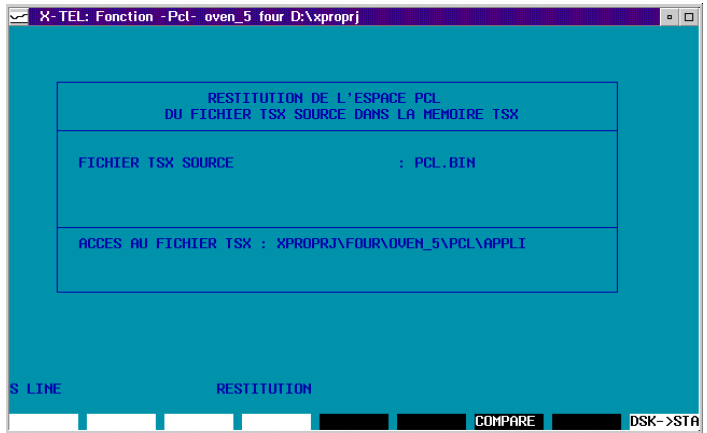 X-TEL: Fonction -Pcl- oven_5 four D:\xproprj
RESTITUTION DE L'ESPACE PCL
DU FICHIER TSX SOURCE DANS LA MEMOIRE TSX
FICHIER TSX SOURCE : PCL.BIN
ACCES AU FICHIER TSX : XPROPRJ\FOUR\OVEN_5\PCL\APPLI
S LINE RESTITUTION
COMPARE DSK->STA